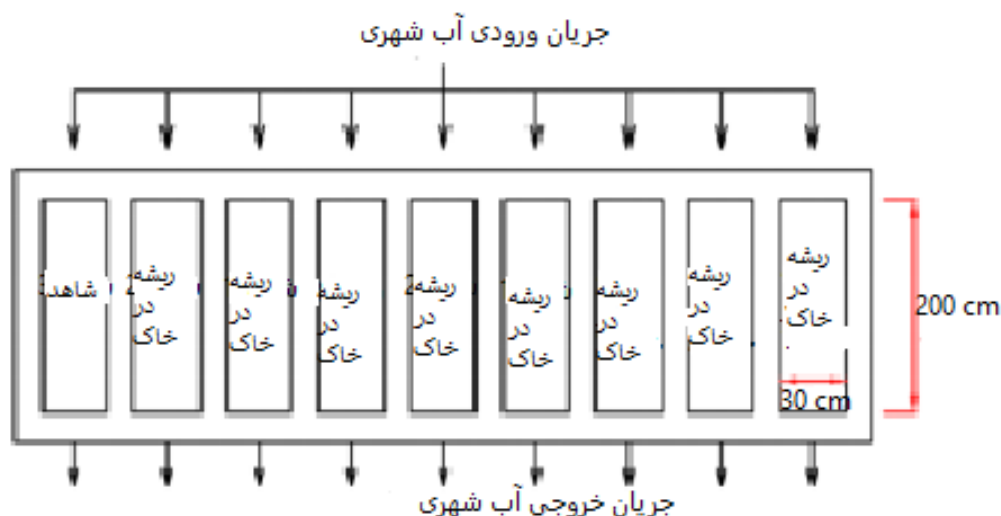 جریان ورودی آب شهری
شاهد
ریشه
در
خاک
ریشه
در
خاک
ریشه
در
خاک
ریشه
در
خاک
ریشه
در
خاک
ریشه
در
خاک
ریشه
در
خاک
ریشه
در
خاک
200 cm
30 cm
جریان خروجی آب شهری